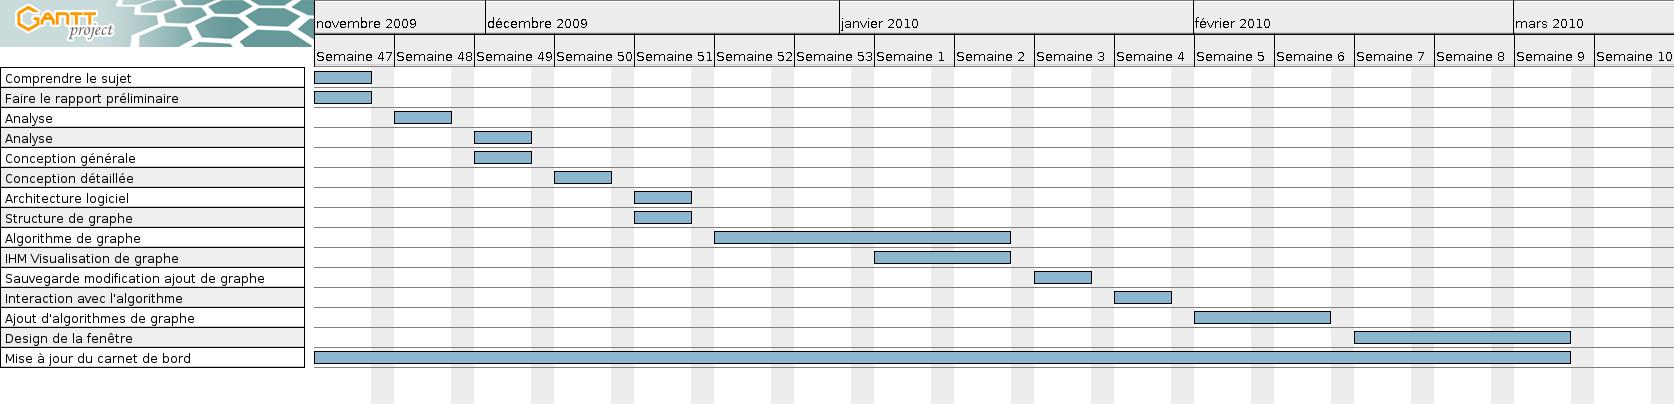 GANTT
project
novembre 2009 décembre 2009 janvier 2010 février 2010 mars 2010
Semaine 47 Semaine 48 Semaine 49 Semaine 50 Semaine 51 Semaine 52 Semaine 53 Semaine 1 Semaine 2 Semaine 3 Semaine 4 Semaine 5 Semaine 6 Semaine 7 Semaine 8 Semaine 9 Semaine 10
Comprendre le sujet
Faire le rapport préliminaire
Analyse
Analyse
Conception générale
Conception détaillée
Architecture logiciel
Structure de graphe
Algorithme de graphe
IHM Visualisation de graphe
Sauvegarde modification ajout de graphe
Interaction avec l'algorithme
Ajout d'algorithmes de graphe
Design de la fenêtre
Mise à jour du carnet de bord